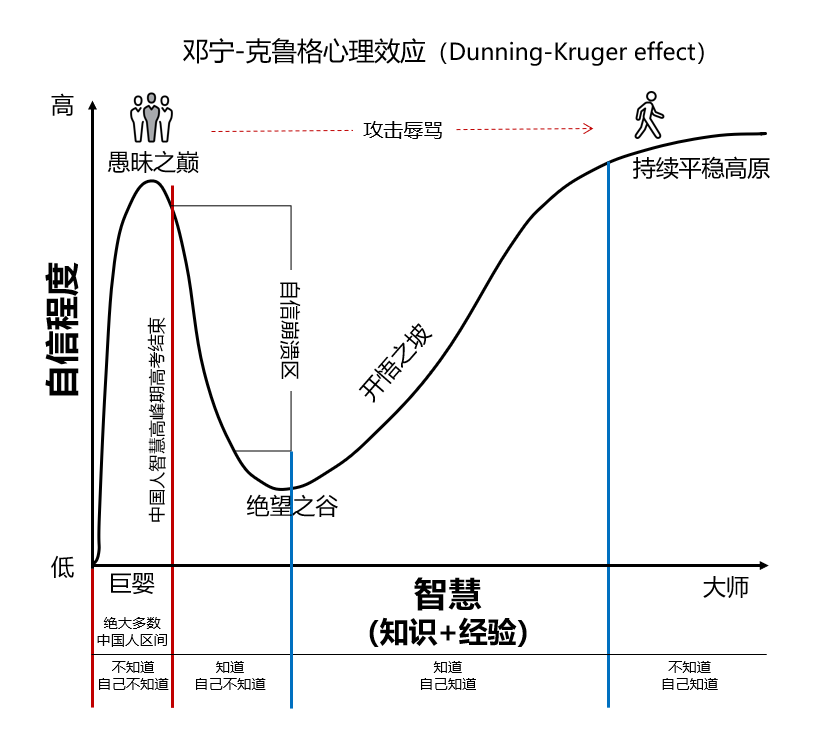 邓宁-克鲁格心理效应（Dunning-Kruger effect）
高
攻击辱骂
愚昧之巅
持续平稳高原
自信程度
自信崩溃区
中国人智慧高峰期高考结束
开悟之坡
绝望之谷
低
巨婴
智慧
大师
(知识+经验)
绝大多数
中国人区间
不知道
自己不知道
知道
自己不知道
知道
自己知道
不知道
自己知道